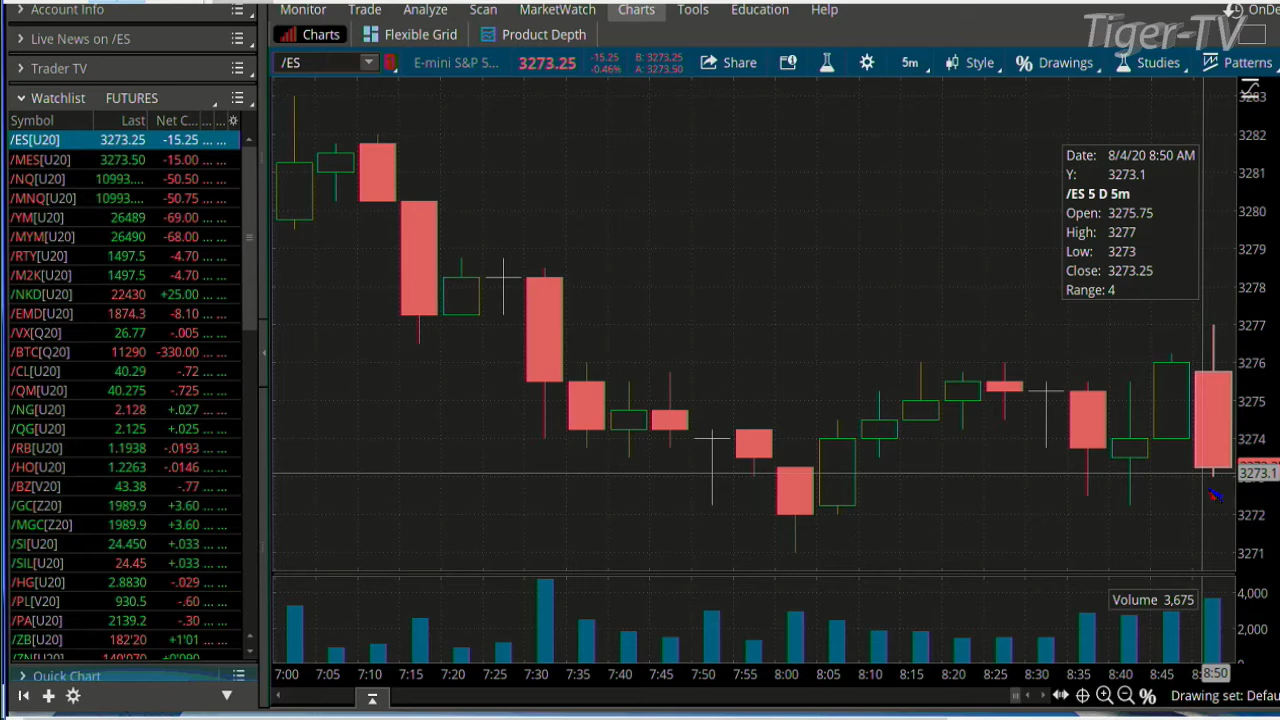 Account Info
Monitor Trade Analyze Scan MarketWatch Charts Tools Education Help
Tiger-TV
Live News on /ES
Charts Flexible Grid Product Depth
Trader TV
/ES E-mini S&P 5... 3273.25 -15.25 -0.46% B: 3273.25 A: 3273.50 Share 5m Style Drawings Studies Patterns
Watchlist FUTURES
Symbol Last Net C... ... ...
/ES[U20] 3273.25 -15.25 ... ...
/MES[U20] 3273.50 -15.00 ... ...
/NQ[U20] 10993.... -50.50 ... ...
/MNQ[U20] 10993.... -50.75 ... ...
/YM[U20] 26489 -69.00 ... ...
/MYM[U20] 26490 -68.00 ... ...
/RTY[U20] 1497.5 -4.70 ... ...
/M2K[U20] 1497.5 -4.70 ... ...
/NKD[U20] 22430 +25.00 ... ...
/EMD[U20] 1874.3 -8.10 ... ...
/VX[Q20] 26.77 -.005 ... ...
/BTC[Q20] 11290 -330.00 ... ...
/CL[U20] 40.29 -.72 ... ...
/QM[U20] 40.275 -.725 ... ...
/NG[U20] 2.128 +.027 ... ...
/QG[U20] 2.125 +.025 ... ...
/RB[U20] 1.1938 -.0193 ... ...
/HO[U20] 1.2263 -.0146 ... ...
/BZ[V20] 43.38 -.77 ... ...
/GC[Z20] 1989.9 +3.60 ... ...
/MGC[Z20] 1989.9 +3.60 ... ...
/SI[U20] 24.450 +.033 ... ...
/SIL[U20] 24.45 +.033 ... ...
/HG[U20] 2.8830 -.029 ... ...
/PL[V20] 930.5 -.60 ... ...
/PA[U20] 2139.2 -.30 ... ...
/ZB[U20] 182'20 +1'01 ... ...
/ZN[U20] 140'070 +0'090
Quick Chart
Date: 8/4/20 8:50 AM
Y: 3273.1
/ES 5 D 5m
Open: 3275.75
High: 3277
Low: 3273
Close: 3273.25
Range: 4
3283
3282
3281
3280
3279
3278
3277
3276
3275
3274
3273.1
3272
3271
Volume 3,675
4,000
2,000
7:00 7:05 7:10 7:15 7:20 7:25 7:30 7:35 7:40 7:45 7:50 7:55 8:00 8:05 8:10 8:15 8:20 8:25 8:30 8:35 8:40 8:45 8:50
Drawing set: Defau